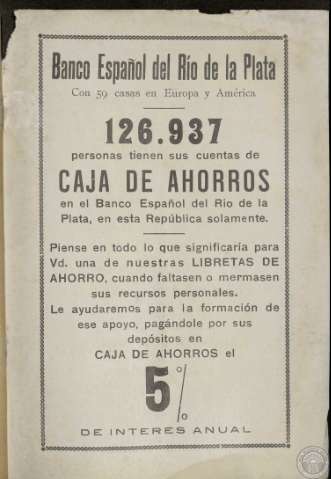 Banco Español del Río de la Plata
Con 59 casas en Europa y América
126.937
personas tienen sus cuentas de
CAJA DE AHORROS
en el Banco Español del Rio de la
Plata, en esta República solamente.
Piense en todo lo que significaría para
Vd. una de nuestras LIBRETAS DE
AHORRO, cuando faltasen o mermasen
sus recursos personales.
Le ayudaremos para la formación de
ese apoyo, pagándole por sus
depósitos en
CAJA DE AHORROS el
5%
DE INTERES ANUAL